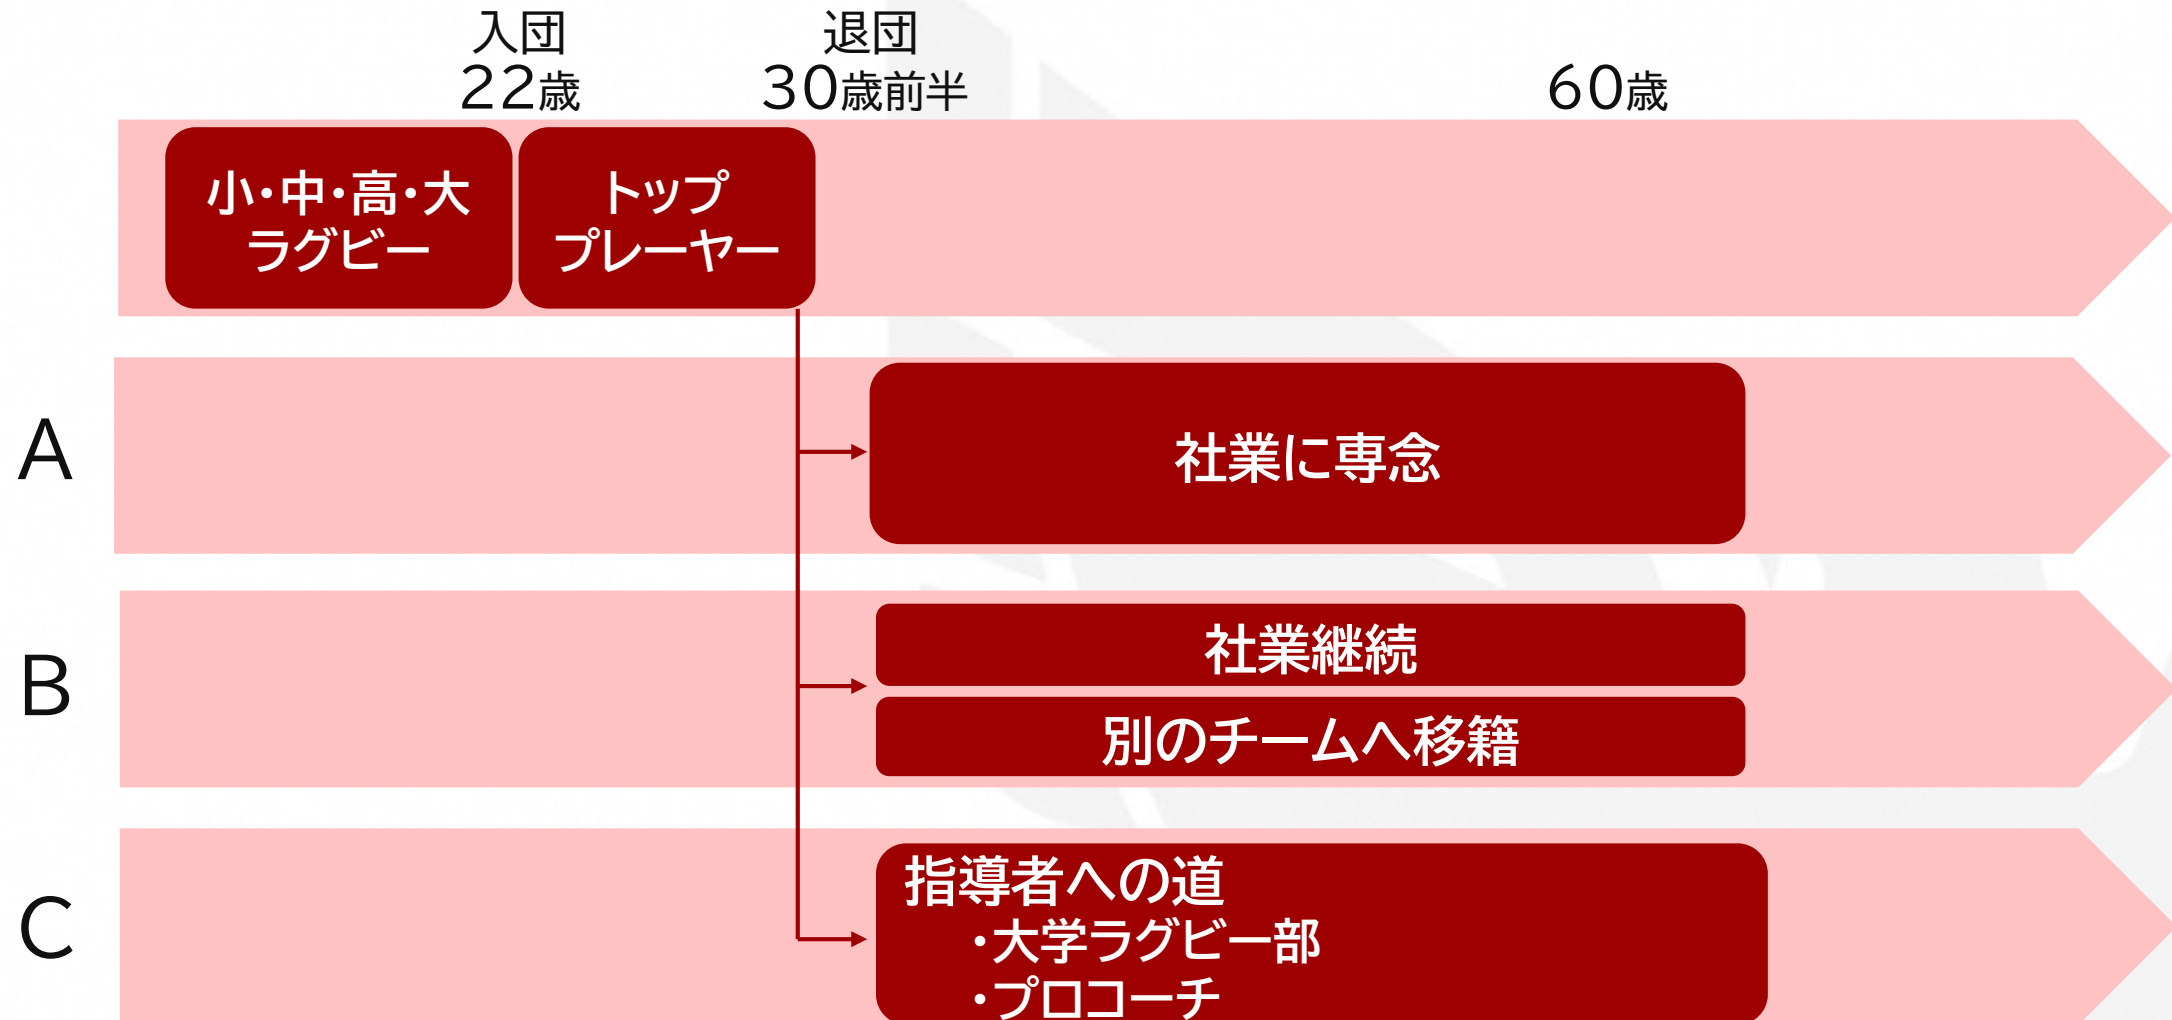 入団
22歳
退団
30歳前半
60歳
小・中・高・大
ラグビー
トップ
プレーヤー
A
社業に専念
B
社業継続
別のチームへ移籍
C
指導者への道
・大学ラグビー部
・プロコーチ